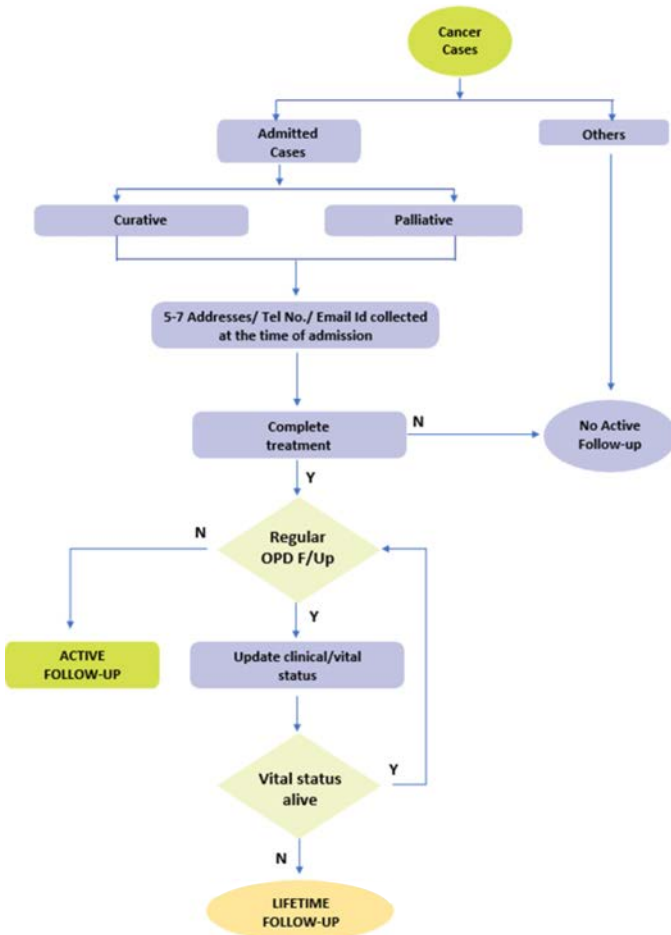 Cancer
Cases
Admitted
Cases
Others
Curative
Palliative
5-7 Addresses/ Tel No./ Email Id collected
at the time of admission
Complete
treatment
N
No Active
Follow-up
Y
Regular
OPD F/Up
N
Y
ACTIVE
FOLLOW-UP
Update clinical/vital
status
Vital status
alive
Y
N
LIFETIME
FOLLOW-UP